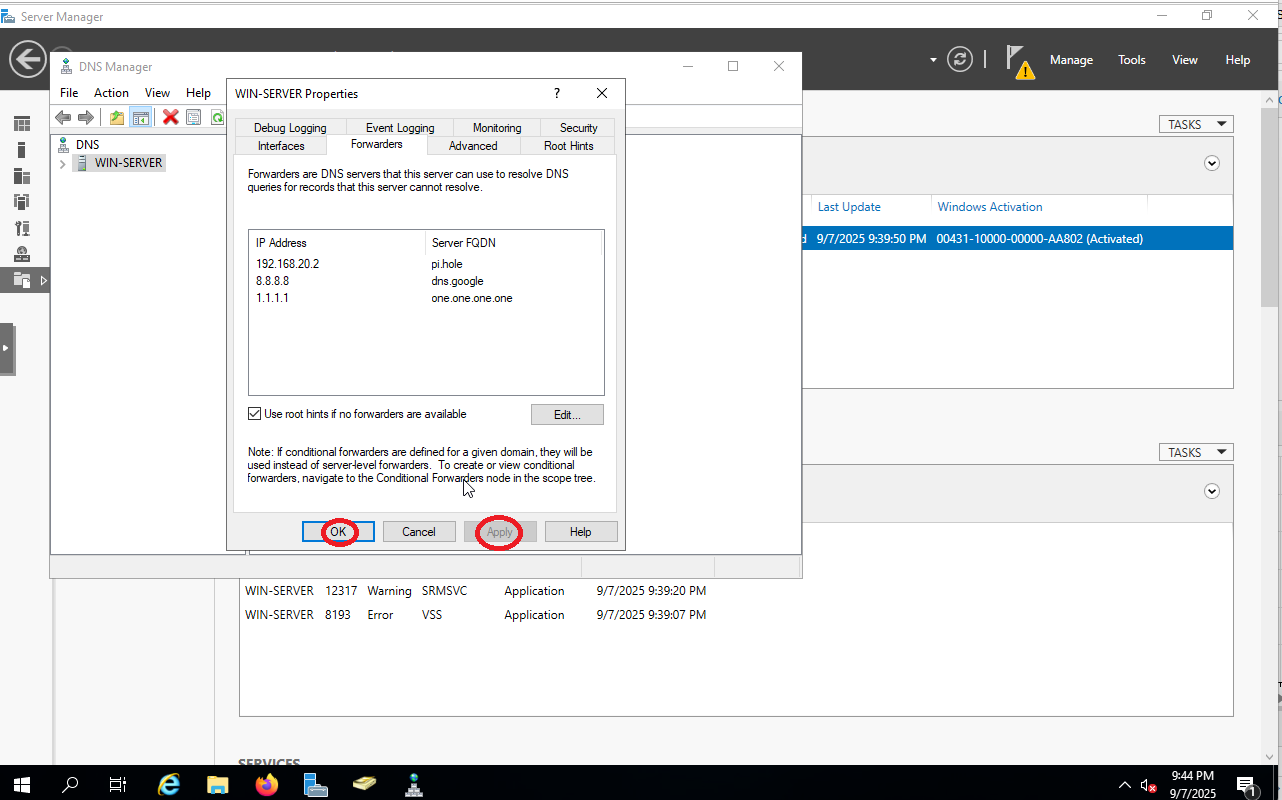 Server Manager
Manage Tools View Help
DNS Manager
File Action View Help
DNS
WIN-SERVER
WIN-SERVER Properties ?
Debug Logging Event Logging Monitoring Security
Interfaces Forwarders Advanced Root Hints
Forwarders are DNS servers that this server can use to resolve DNS
queries for records that this server cannot resolve.
IP Address Server FQDN
192.168.20.2 pi.hole
8.8.8.8 dns.google
1.1.1.1 one.one.one.one
Use root hints if no forwarders are available Edit...
Note: If conditional forwarders are defined for a given domain, they will be
used instead of server-level forwarders. To create or view conditional
forwarders, navigate to the Conditional Forwarders node in the scope tree.
OK Cancel Apply Help
TASKS
Last Update Windows Activation
9/7/2025 9:39:50 PM 00431-10000-00000-AA802 (Activated)
TASKS
WIN-SERVER 12317 Warning SRMSVC Application 9/7/2025 9:39:20 PM
WIN-SERVER 8193 Error VSS Application 9/7/2025 9:39:07 PM
SERVICES
9:44 PM
9/7/2025
1